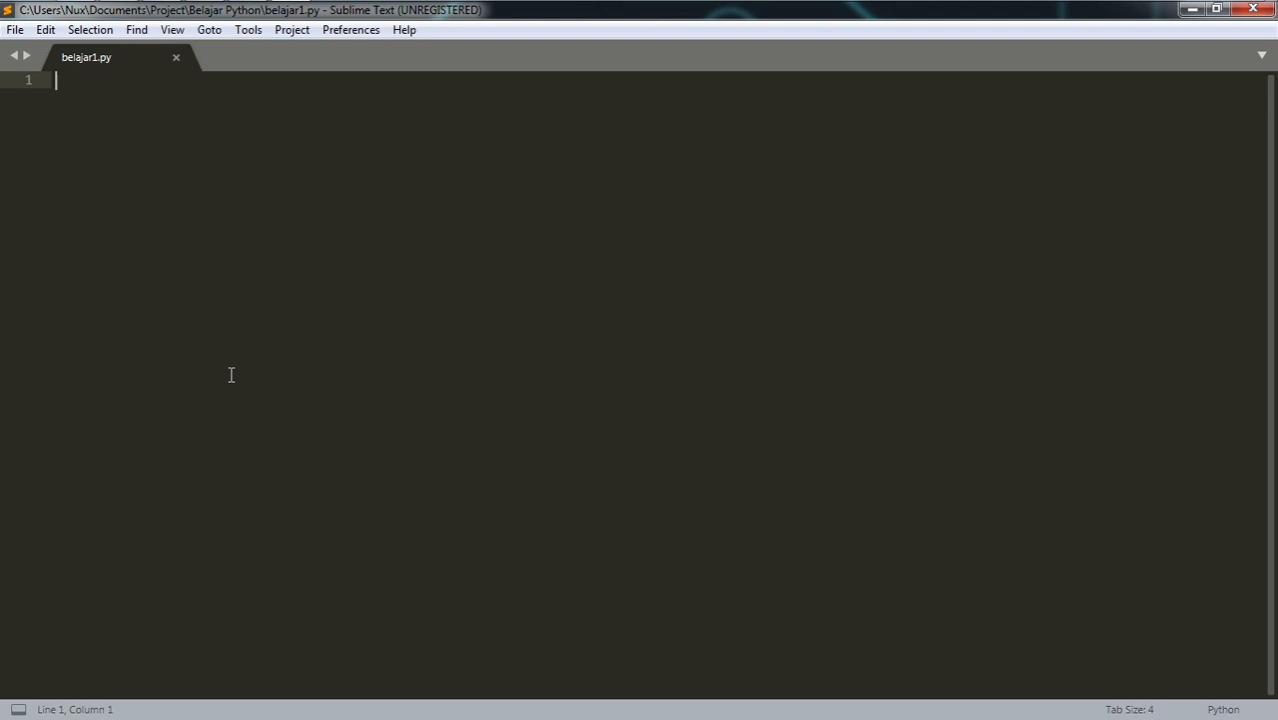 C:\Users\Nux\Documents\Project\Belajar Python\belajar1.py - Sublime Text (UNREGISTERED)
File Edit Selection Find View Goto Tools Project Preferences Help
belajar1.py
1
Line 1, Column 1 Tab Size: 4 Python